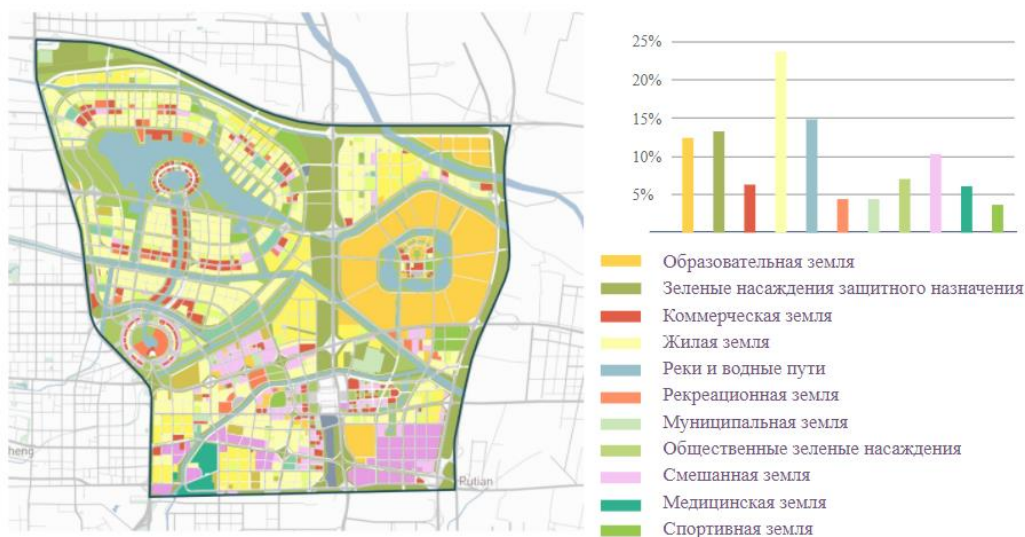 25%
20%
15%
10%
5%
Образовательная земля
Зеленые насаждения защитного назначения
Коммерческая земля
Жилая земля
Реки и водные пути
Рекреационная земля
Муниципальная земля
Общественные зеленые насаждения
Смешанная земля
Медицинская земля
Спортивная земля
heng
Putian